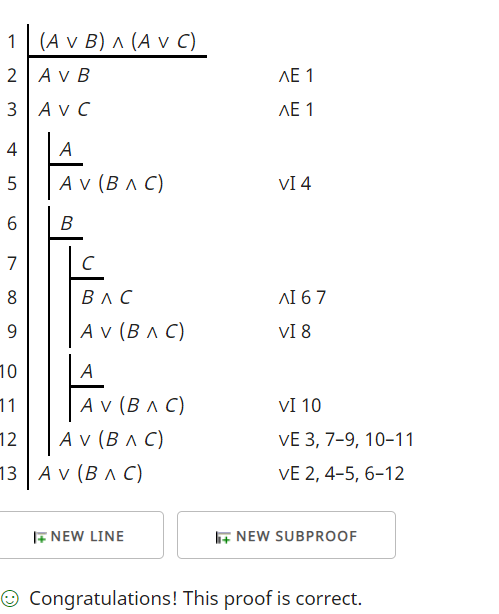 1 (A ∨ B) ∧ (A ∨ C)
2 A ∨ B ∧E 1
3 A ∨ C ∧E 1
4 A
5 A ∨ (B ∧ C) ∨I 4
6 B
7 C
8 B ∧ C ∧I 6 7
9 A ∨ (B ∧ C) ∨I 8
10 A
11 A ∨ (B ∧ C) ∨I 10
12 A ∨ (B ∧ C) ∨E 3, 7–9, 10–11
13 A ∨ (B ∧ C) ∨E 2, 4–5, 6–12
NEW LINE NEW SUBPROOF
Congratulations! This proof is correct.